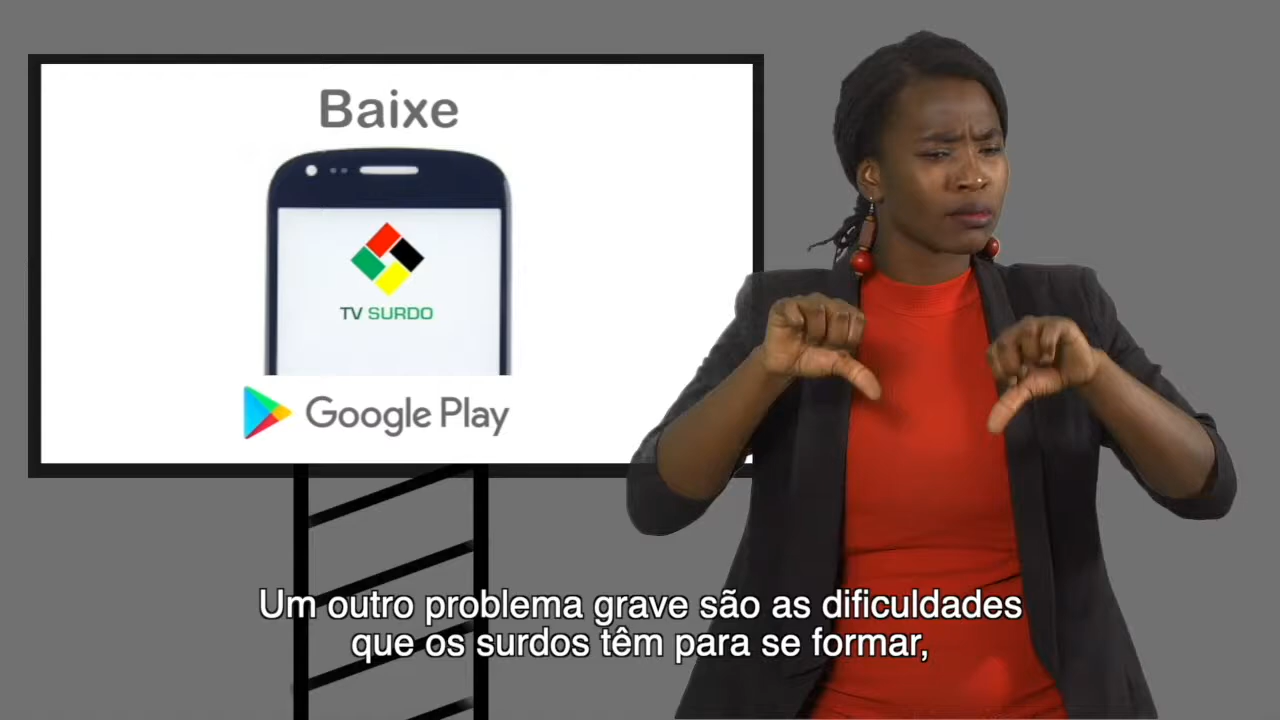 Baixe
TV SURDO
Google Play
Um outro problema grave são as dificuldades
que os surdos têm para se formar,